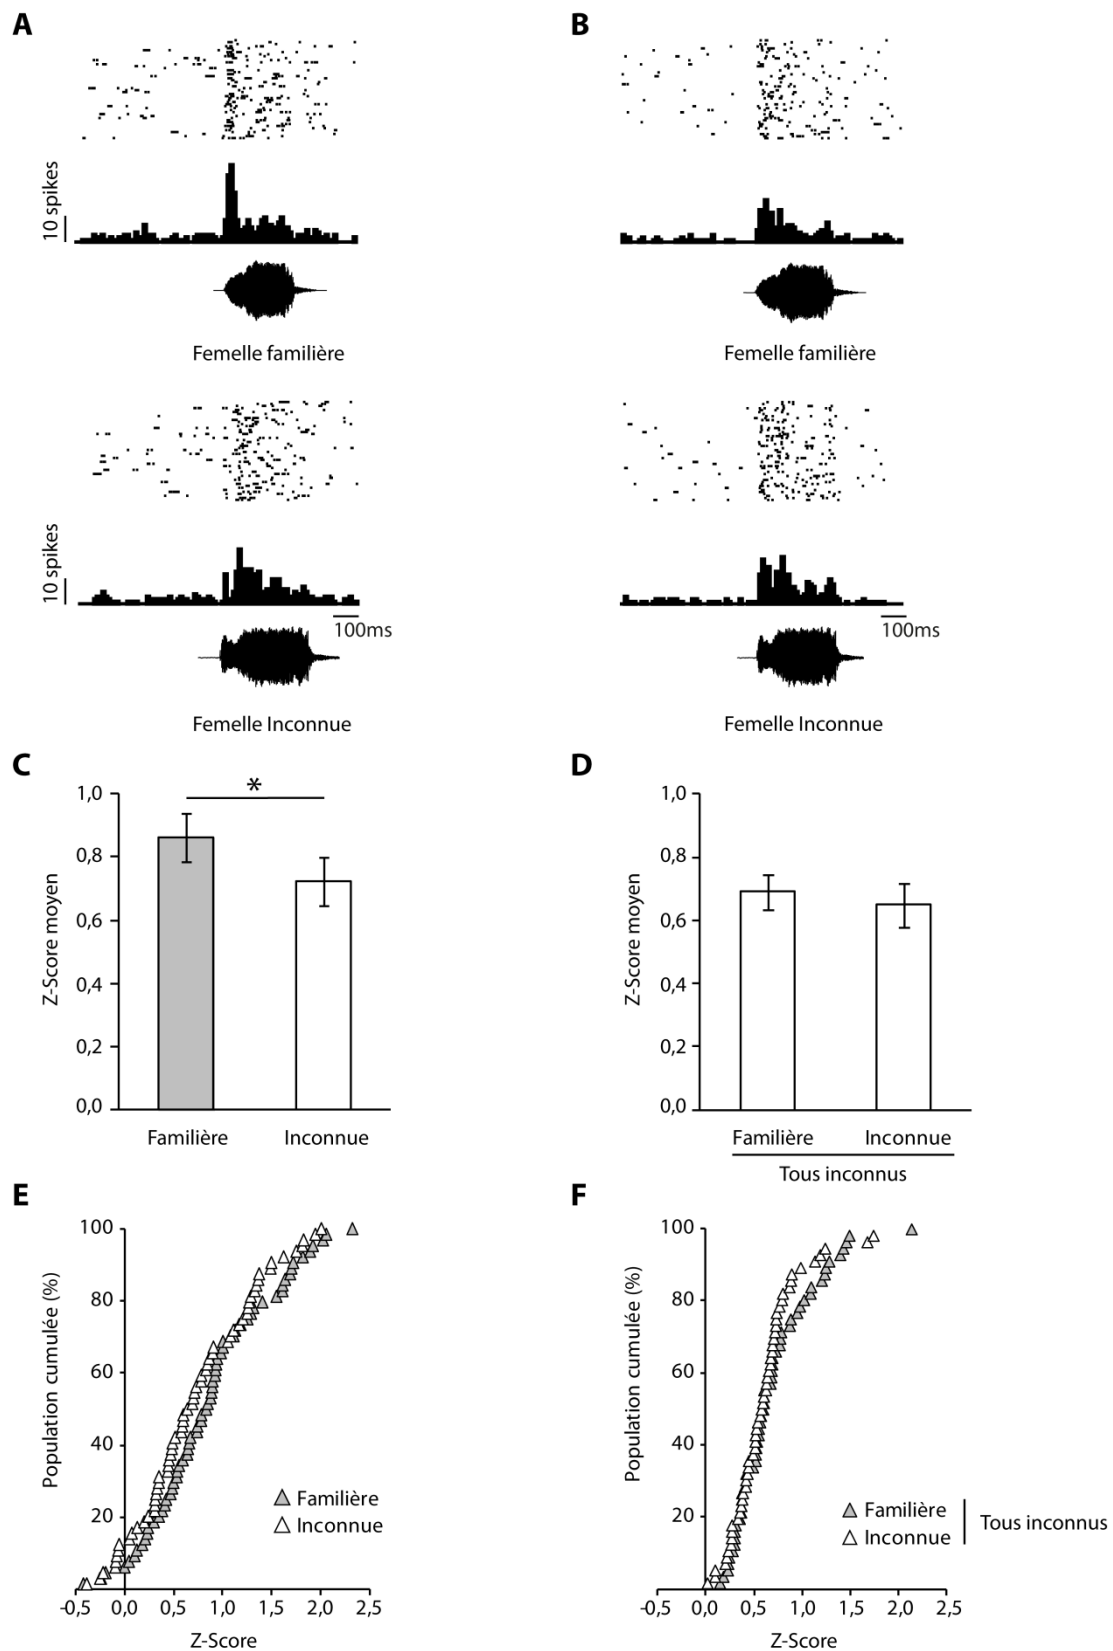 A
B
10 spikes
Femelle familière
Femelle familière
10 spikes
100ms
100ms
Femelle Inconnue
Femelle Inconnue
C
D
*
1,0
0,8
0,6
0,4
0,2
0,0
Z-Score moyen
Familière
Inconnue
1,0
0,8
0,6
0,4
0,2
0,0
Z-Score moyen
Familière
Inconnue
Tous inconnus
E
F
100
80
60
40
20
Population cumulée (%)
Familière
Inconnue
-0,5
0,0
0,5
1,0
1,5
2,0
2,5
Z-Score
100
80
60
40
20
Population cumulée (%)
Familière
Inconnue
Tous inconnus
-0,5
0,0
0,5
1,0
1,5
2,0
2,5
Z-Score